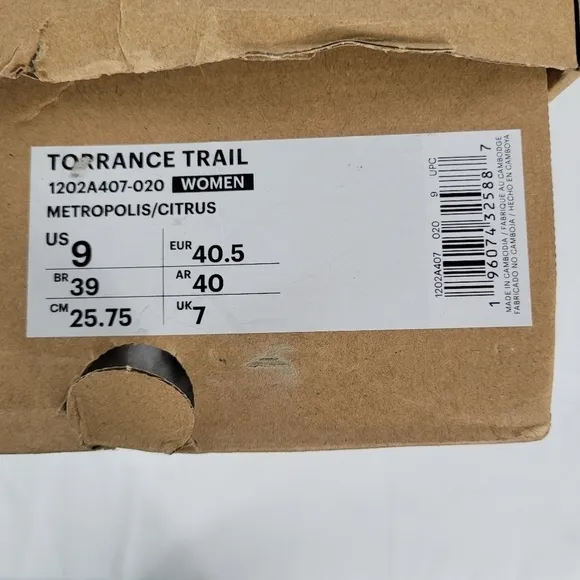 TORRANCE TRAIL
1202A407-020 WOMEN
METROPOLIS/CITRUS
US 9
EUR 40.5
BR 39
AR 40
CM 25.75
UK 7
1202A407 020 9 UPC
1 96074 32588 7
MADE IN CAMBODIA / FABRIQUE AU CAMBODGE
FABRICADO NO CAMBOJA / HECHO EN CAMBOYA